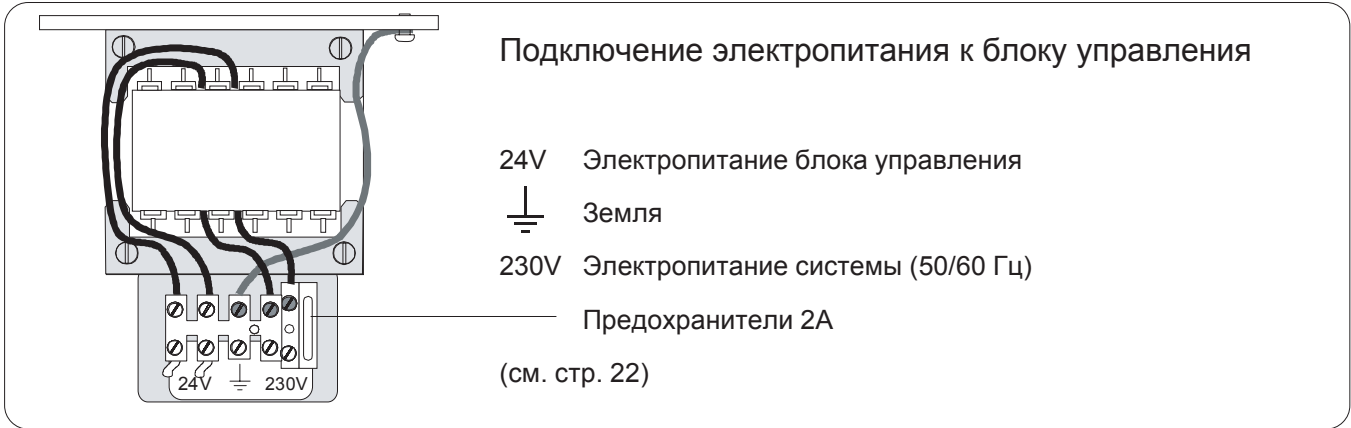 Подключение электропитания к блоку управления
24V Электропитание блока управления
Земля
230V Электропитание системы (50/60 Гц)
Предохранители 2А
(см. стр. 22)
24V 230V